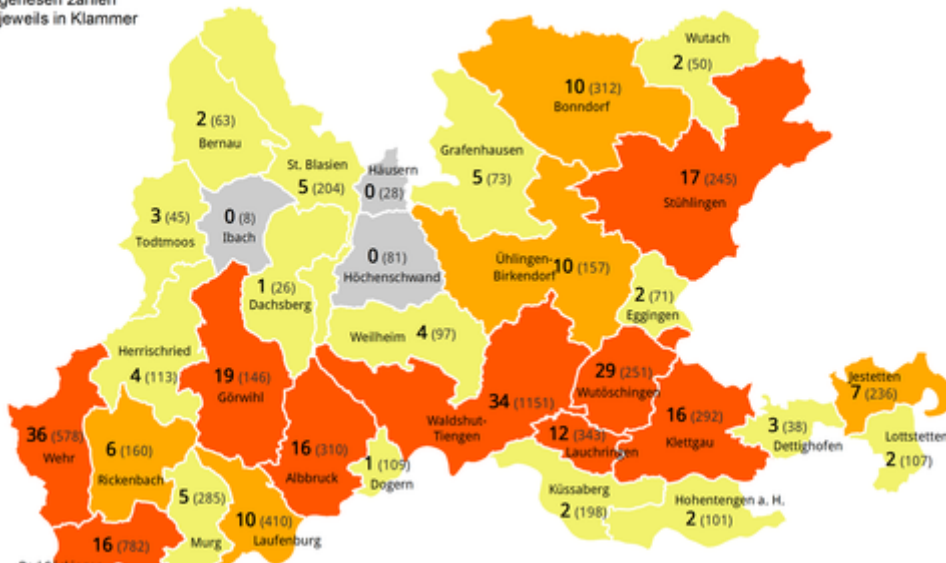 genesen zählen
jeweils in Klammer
Wutach
2 (50)
10 (312)
Bonndorf
2 (63)
Bernau
Grafenhausen
5 (73)
St. Blasien
5 (204)
Häusern
0 (28)
17 (245)
Stühlingen
3 (45)
Todtmoos
0 (8)
Ibach
0 (81)
Höchenschwand
Ühlingen-
Birkendorf 10 (157)
1 (26)
Dachsberg
2 (71)
Eggingen
Weilheim 4 (97)
Herrischried
4 (113)
19 (146)
Görwihl
29 (251)
Wutöschingen
Jestetten
7 (236)
34 (1151)
Waldshut-
Tiengen
16 (292)
Klettgau
3 (38)
Dettighofen
36 (578)
Wehr
6 (160)
Rickenbach
16 (310)
Albbruck
12 (343)
Lauchringen
Lottstetten
2 (107)
1 (109)
Dogern
5 (285)
Murg
10 (410)
Laufenburg
Küssaberg
2 (198)
Hohentengen a. H.
2 (101)
16 (782)